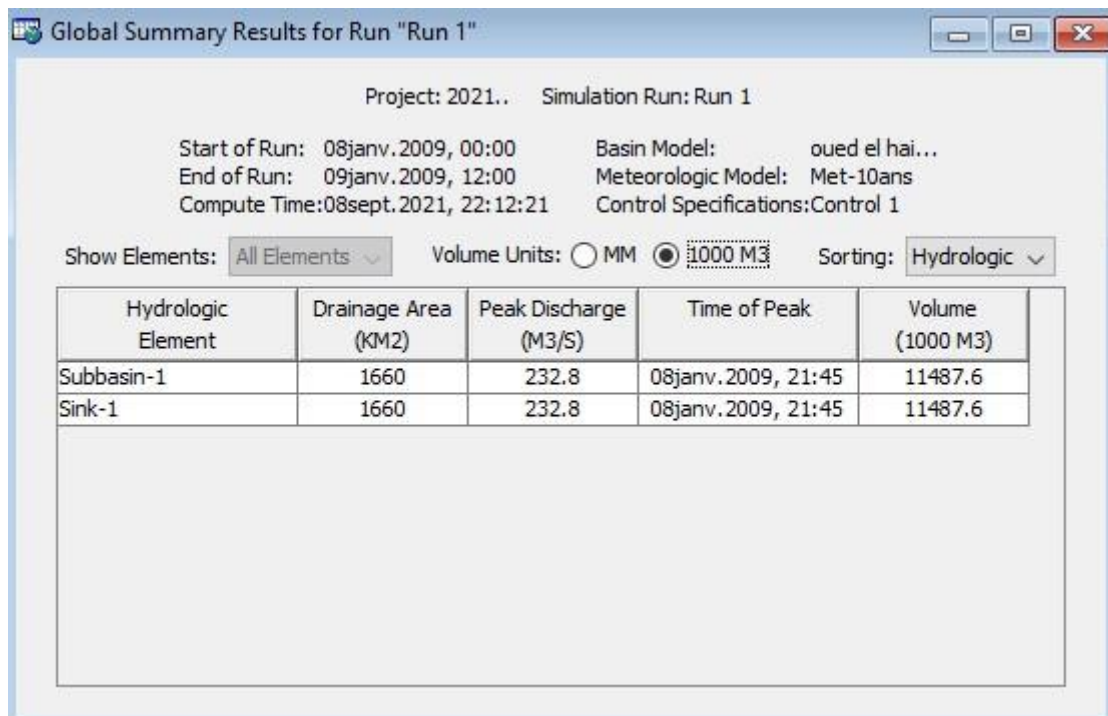 Global Summary Results for Run "Run 1"
Project: 2021.. Simulation Run: Run 1
Start of Run: 08janv.2009, 00:00 Basin Model: oued el hai...
End of Run: 09janv.2009, 12:00 Meteorologic Model: Met-10ans
Compute Time:08sept.2021, 22:12:21 Control Specifications:Control 1
Show Elements: All Elements Volume Units: MM 1000 M3 Sorting: Hydrologic
Hydrologic Drainage Area Peak Discharge Time of Peak Volume
Element (KM2) (M3/S) (1000 M3)
Subbasin-1 1660 232.8 08janv.2009, 21:45 11487.6
Sink-1 1660 232.8 08janv.2009, 21:45 11487.6